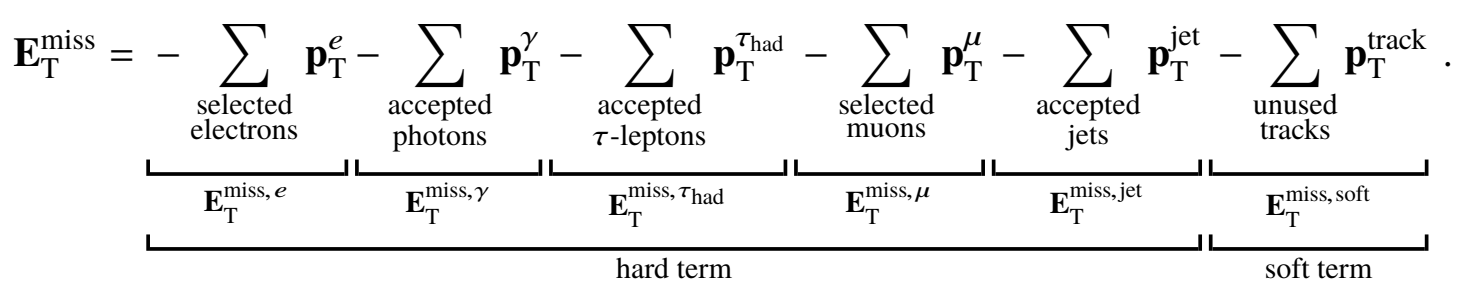 E_T^miss = − ∑ p_T^e − ∑ p_T^γ − ∑ p_T^τ_had − ∑ p_T^μ − ∑ p_T^jet − ∑ p_T^track .
selected accepted accepted selected accepted unused
electrons photons τ-leptons muons jets tracks
E_T^miss, e E_T^miss, γ E_T^miss, τ_had E_T^miss, μ E_T^miss, jet E_T^miss, soft
hard term soft term